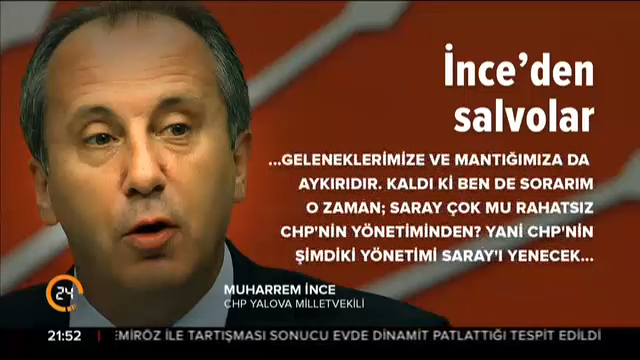 İnce'den
salvolar
...GELENEKLERİMİZE VE MANTIĞIMIZA DA
AYKIRIDIR. KALDI Kİ BEN DE SORARIM
O ZAMAN; SARAY ÇOK MU RAHATSIZ
CHP'NİN YÖNETİMİNDEN? YANİ CHP'NİN
ŞİMDİKİ YÖNETİMİ SARAY'I YENECEK...
MUHARREM İNCE
CHP YALOVA MİLLETVEKİLİ
24
21:52 EMİRÖZ İLE TARTIŞMASI SONUCU EVDE DİNAMİT PATLATTIĞI TESPİT EDİLDİ